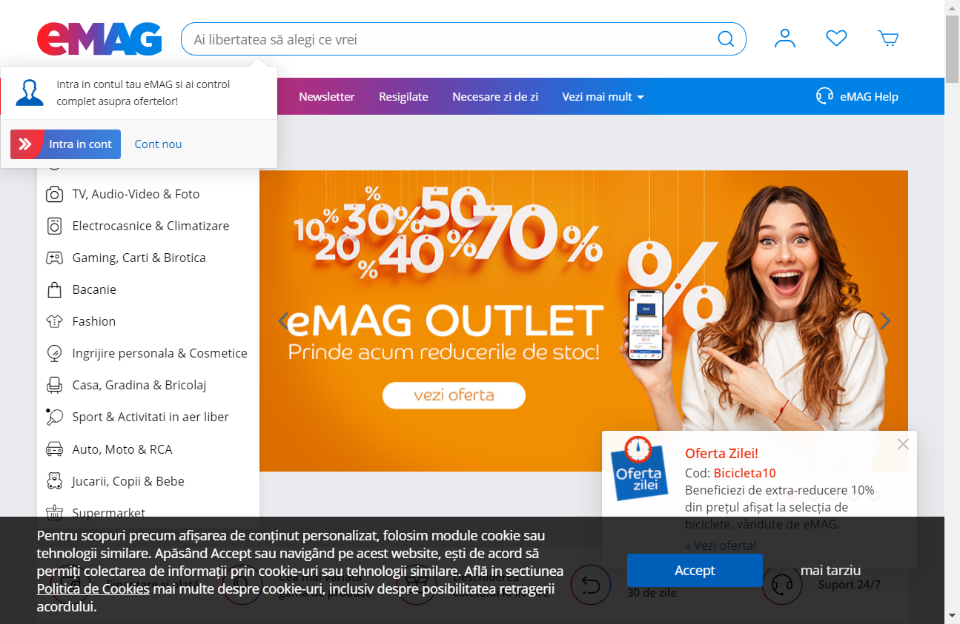 eMAG
Ai libertatea să alegi ce vrei
Intra in contul tau eMAG si ai control
complet asupra ofertelor!
Intra in cont
Cont nou
Newsletter
Resigilate
Necesare zi de zi
Vezi mai mult
eMAG Help
TV, Audio-Video & Foto
Electrocasnice & Climatizare
Gaming, Carti & Birotica
Bacanie
Fashion
Ingrijire personala & Cosmetice
Casa, Gradina & Bricolaj
Sport & Activitati in aer liber
Auto, Moto & RCA
Jucarii, Copii & Bebe
Supermarket
10% 20% 30% 40% 50% 70%
%
eMAG OUTLET
Prinde acum reducerile de stoc!
vezi oferta
Oferta
zilei
Oferta Zilei!
Cod: Bicicleta10
Beneficiezi de extra-reducere 10%
din prețul afișat la selecția de
biciclete, vândute de eMAG.
» Vezi oferta!
Pentru scopuri precum afișarea de conținut personalizat, folosim module cookie sau
tehnologii similare. Apăsând Accept sau navigând pe acest website, ești de acord să
permiți colectarea de informații prin cookie-uri sau tehnologii similare. Află in sectiunea
Politica de Cookies mai multe despre cookie-uri, inclusiv despre posibilitatea retragerii
acordului.
Accept
mai tarziu
30 de zile
Suport 24/7